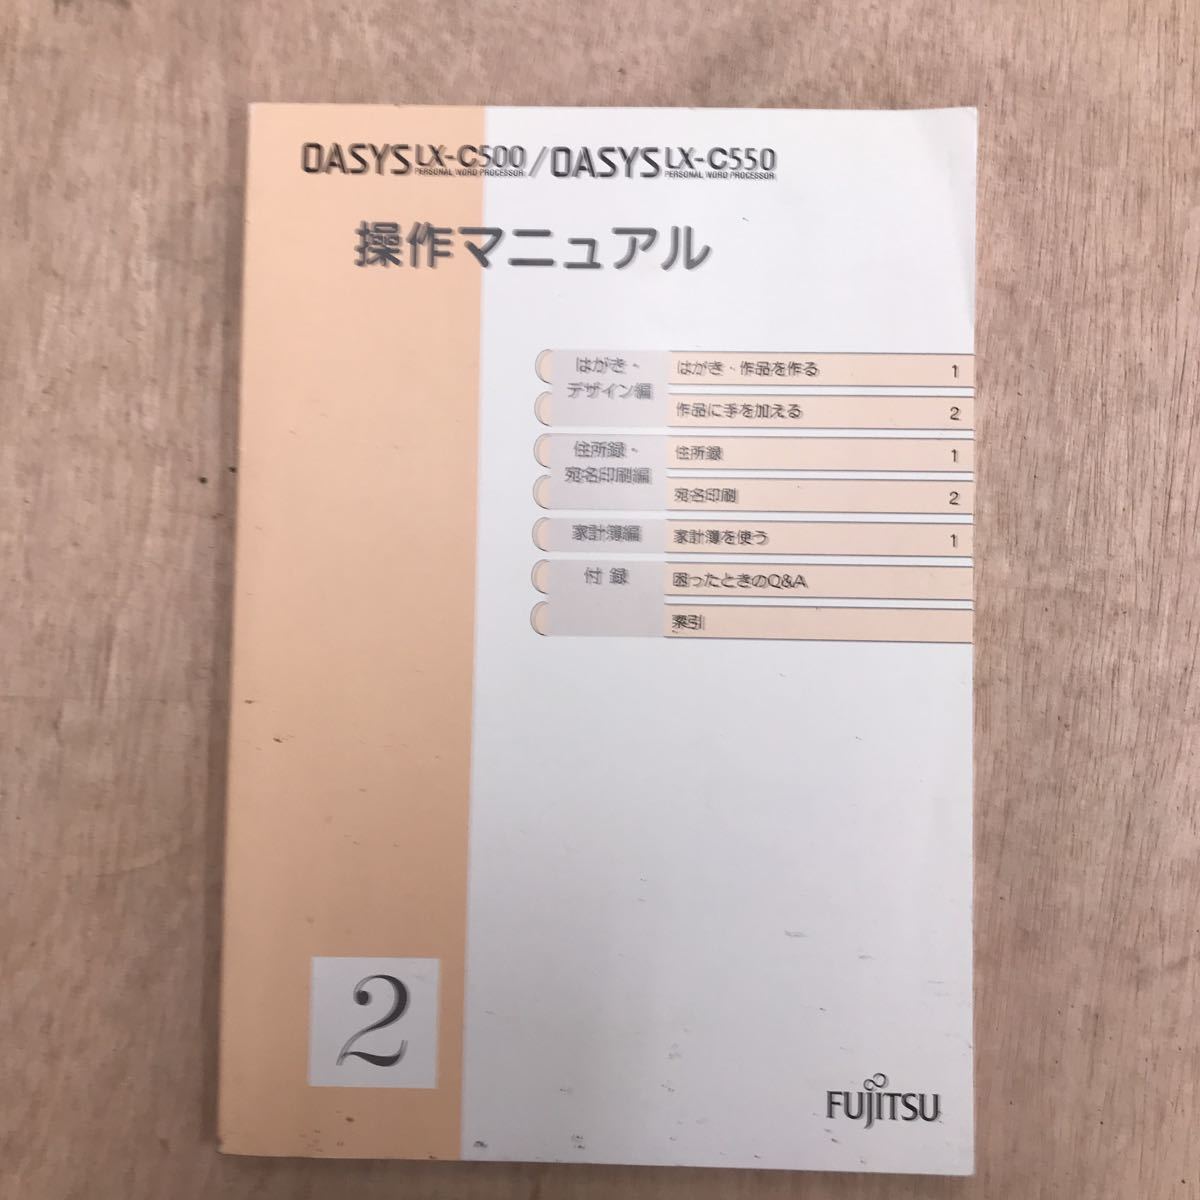 OASYS LX-C500 / OASYS LX-C550
PERSONAL WORD PROCESSOR PERSONAL WORD PROCESSOR
操作マニュアル
はがき・
デザイン編
はがき・作品を作る 1
作品に手を加える 2
住所録・
宛名印刷編
住所録 1
宛名印刷 2
家計簿編
家計簿を使う 1
付録
困ったときのQ&A
索引
2
FUJITSU